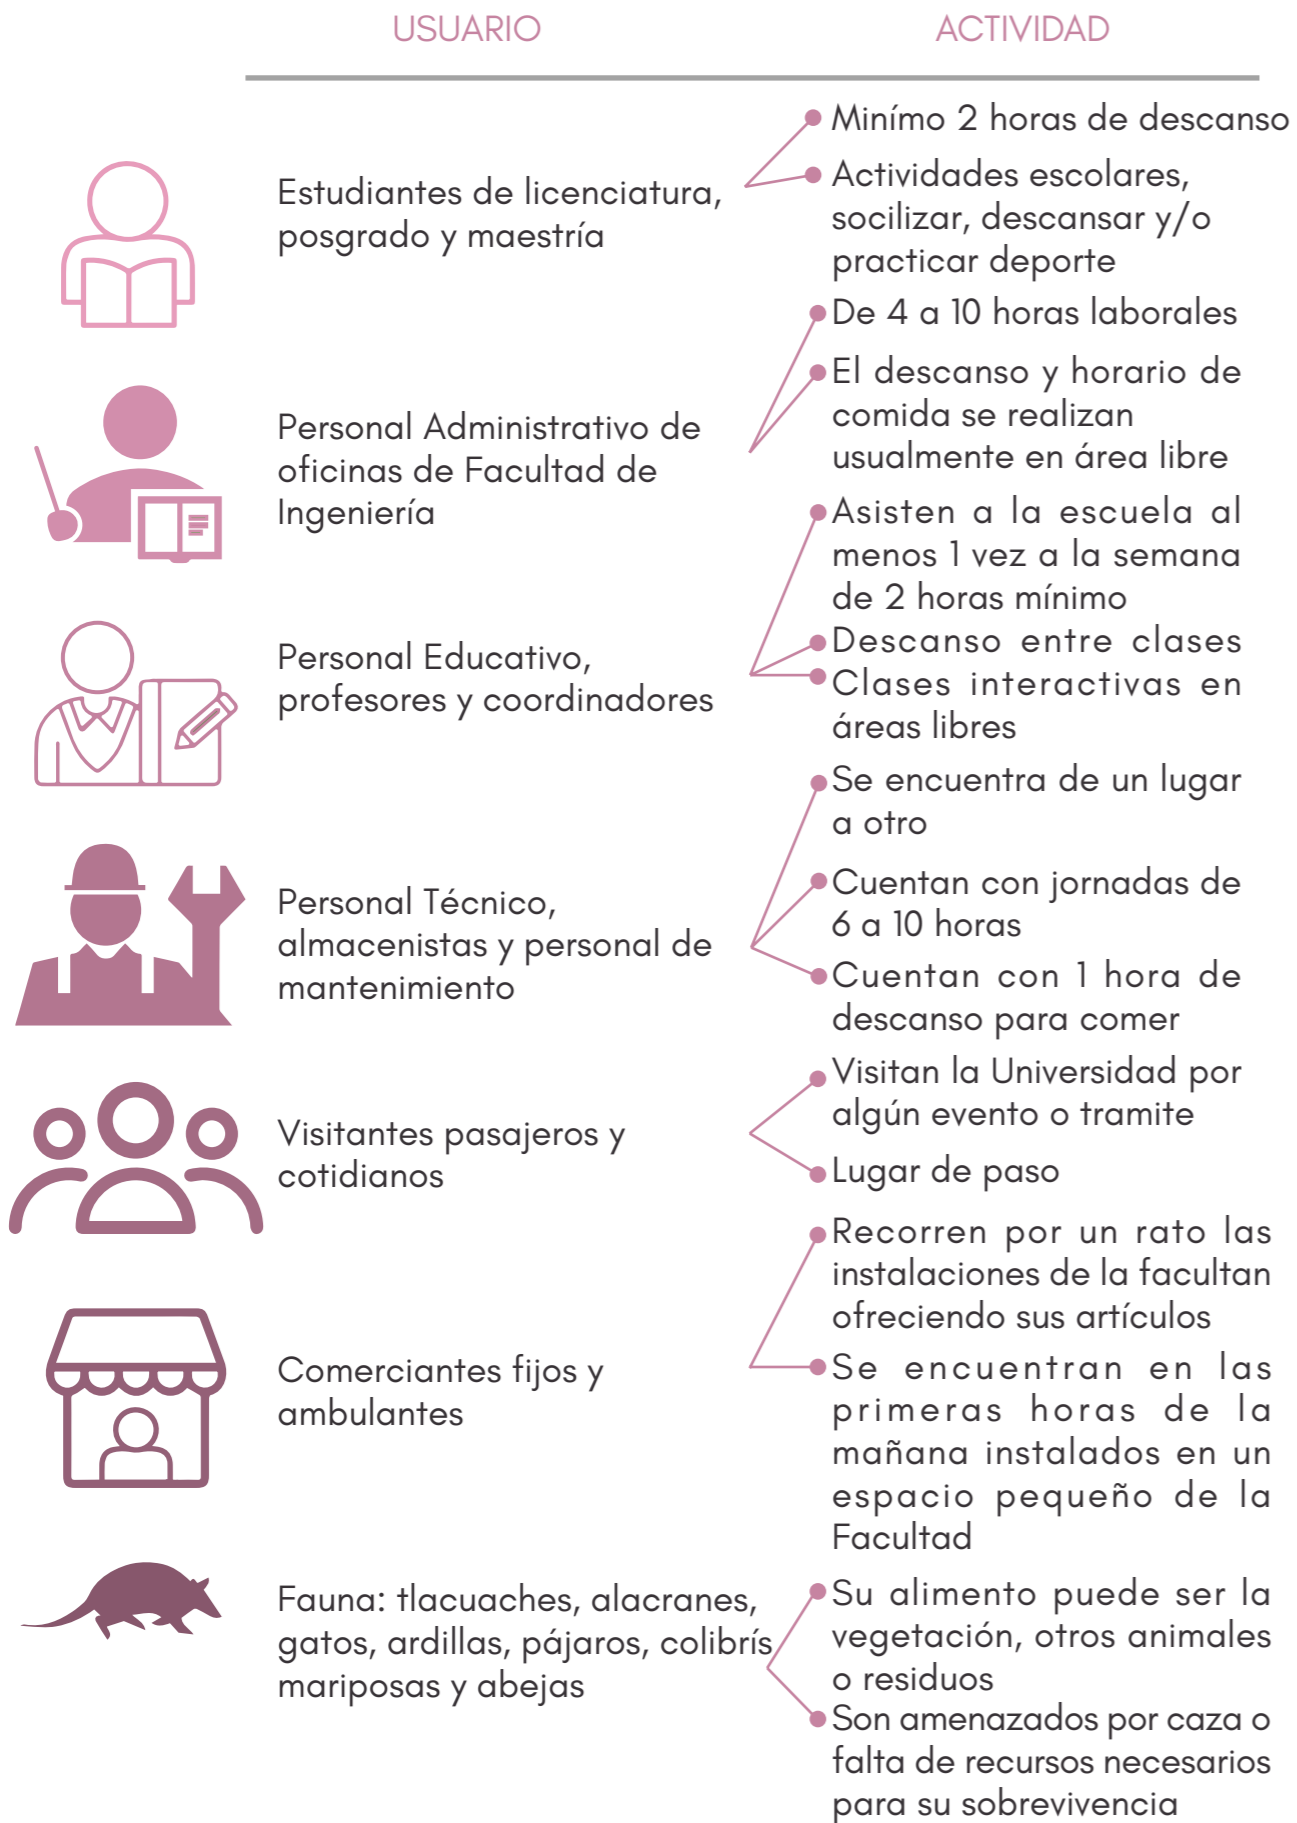 USUARIO
ACTIVIDAD
Estudiantes de licenciatura,
posgrado y maestría
Minímo 2 horas de descanso
Actividades escolares,
socilizar, descansar y/o
practicar deporte
Personal Administrativo de
oficinas de Facultad de
Ingeniería
De 4 a 10 horas laborales
El descanso y horario de
comida se realizan
usualmente en área libre
Personal Educativo,
profesores y coordinadores
Asisten a la escuela al
menos 1 vez a la semana
de 2 horas mínimo
Descanso entre clases
Clases interactivas en
áreas libres
Personal Técnico,
almacenistas y personal de
mantenimiento
Se encuentra de un lugar
a otro
Cuentan con jornadas de
6 a 10 horas
Cuentan con 1 hora de
descanso para comer
Visitantes pasajeros y
cotidianos
Visitan la Universidad por
algún evento o tramite
Lugar de paso
Comerciantes fijos y
ambulantes
Recorren por un rato las
instalaciones de la facultan
ofreciendo sus artículos
Se encuentran en las
primeras horas de la
mañana instalados en un
espacio pequeño de la
Facultad
Fauna: tlacuaches, alacranes,
gatos, ardillas, pájaros, colibrís
mariposas y abejas
Su alimento puede ser la
vegetación, otros animales
o residuos
Son amenazados por caza o
falta de recursos necesarios
para su sobrevivencia